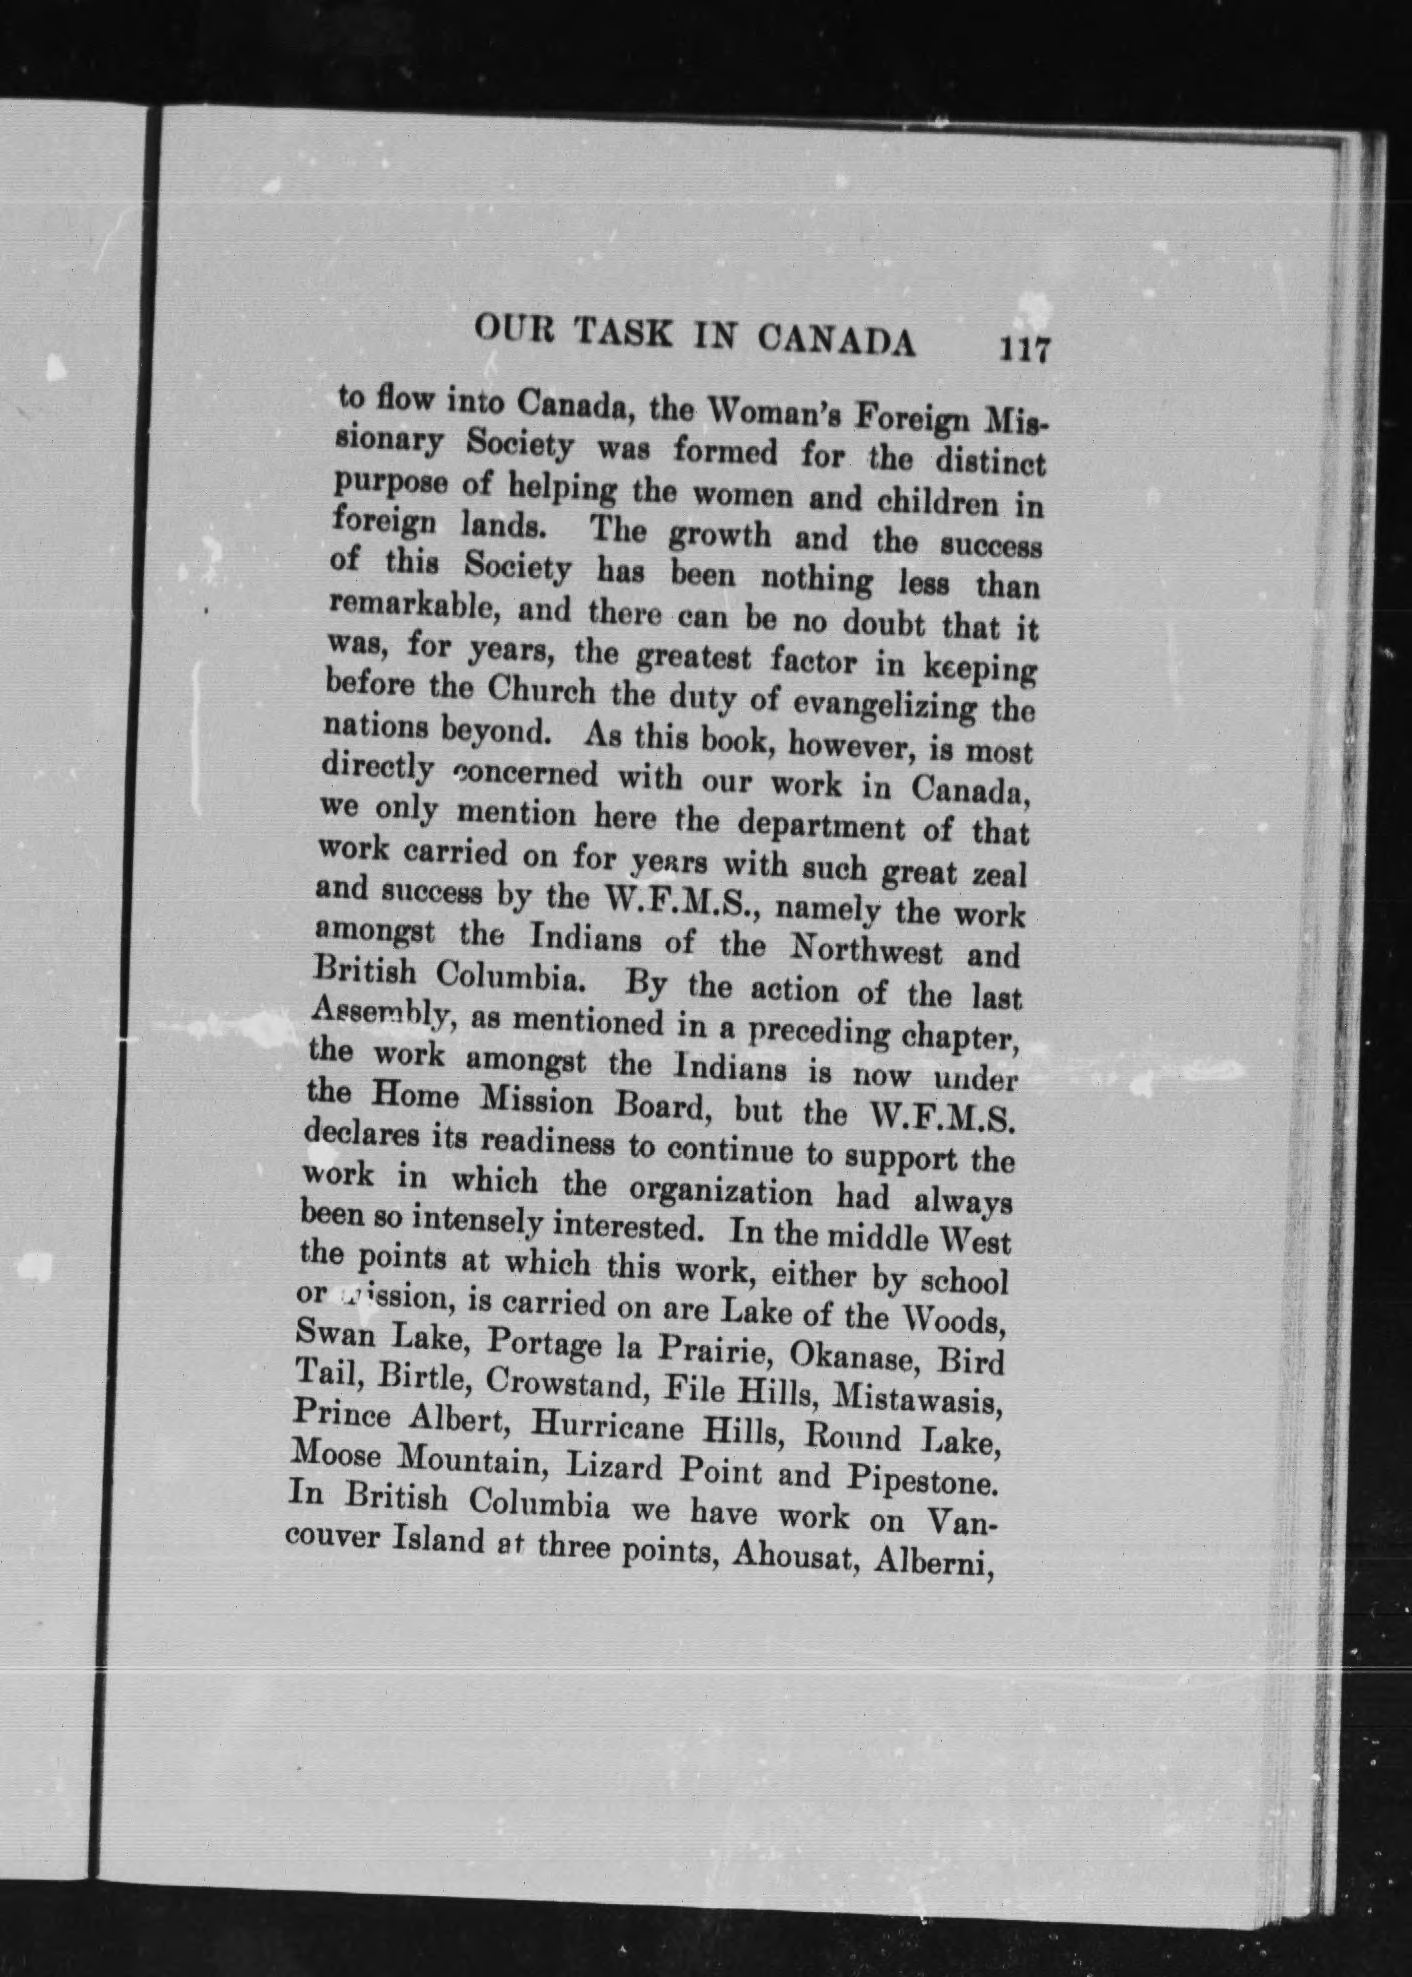 OUR TASK IN CANADA 117
to flow into Canada, the Woman's Foreign Mis-
sionary Society was formed for the distinct
purpose of helping the women and children in
foreign lands. The growth and the success
of this Society has been nothing less than
remarkable, and there can be no doubt that it
was, for years, the greatest factor in keeping
before the Church the duty of evangelizing the
nations beyond. As this book, however, is most
directly concerned with our work in Canada,
we only mention here the department of that
work carried on for years with such great zeal
and success by the W.F.M.S., namely the work
amongst the Indians of the Northwest and
British Columbia. By the action of the last
Assembly, as mentioned in a preceding chapter,
the work amongst the Indians is now under
the Home Mission Board, but the W.F.M.S.
declares its readiness to continue to support the
work in which the organization had always
been so intensely interested. In the middle West
the points at which this work, either by school
or mission, is carried on are Lake of the Woods,
Swan Lake, Portage la Prairie, Okanase, Bird
Tail, Birtle, Crowstand, File Hills, Mistawasis,
Prince Albert, Hurricane Hills, Round Lake,
Moose Mountain, Lizard Point and Pipestone.
In British Columbia we have work on Van-
couver Island at three points, Ahousat, Alberni,